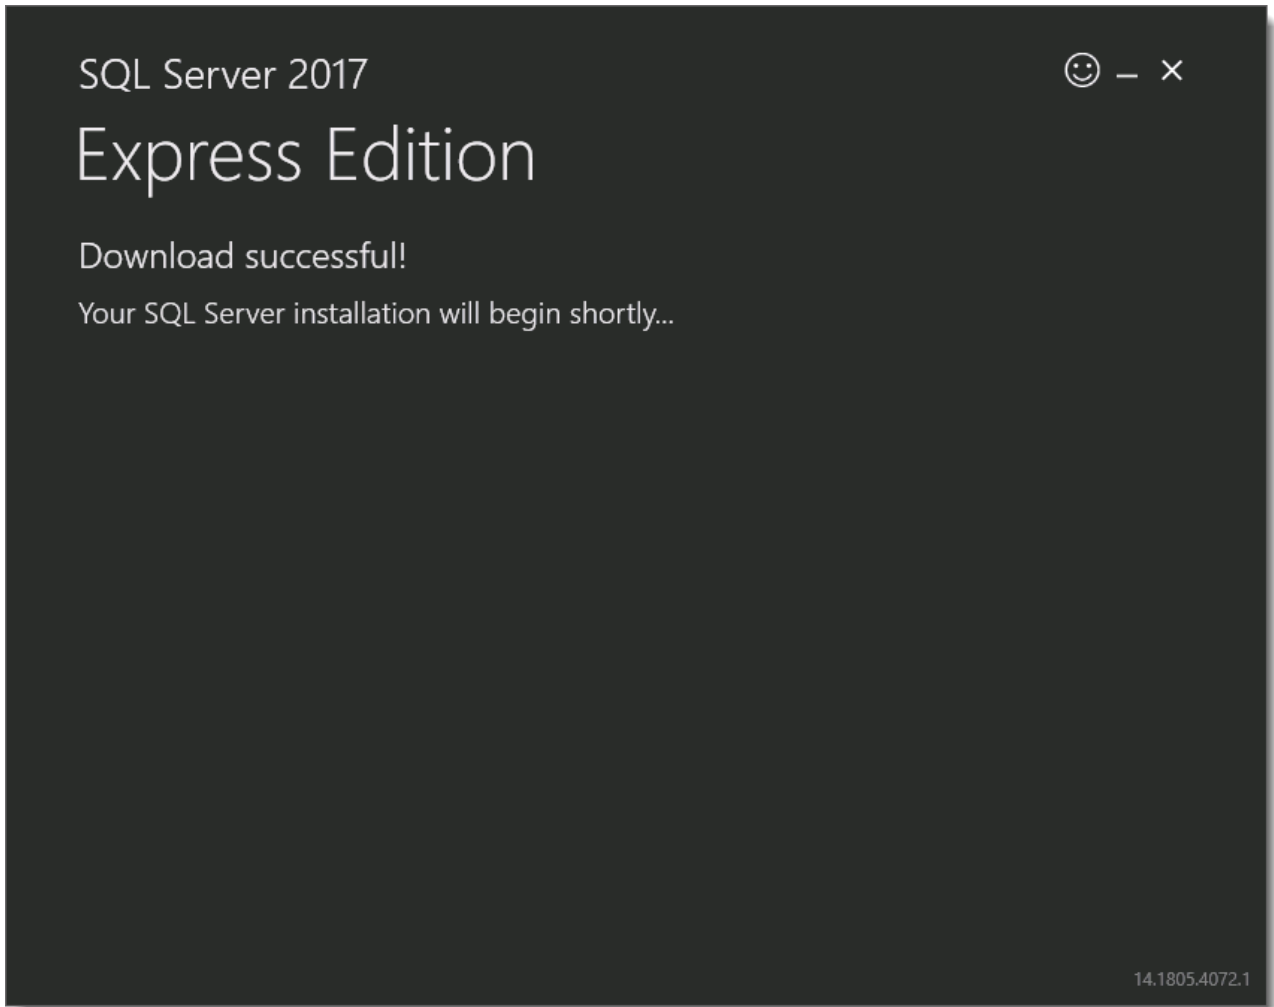 SQL Server 2017
Express Edition
Download successful!
Your SQL Server installation will begin shortly...
14.1805.4072.1